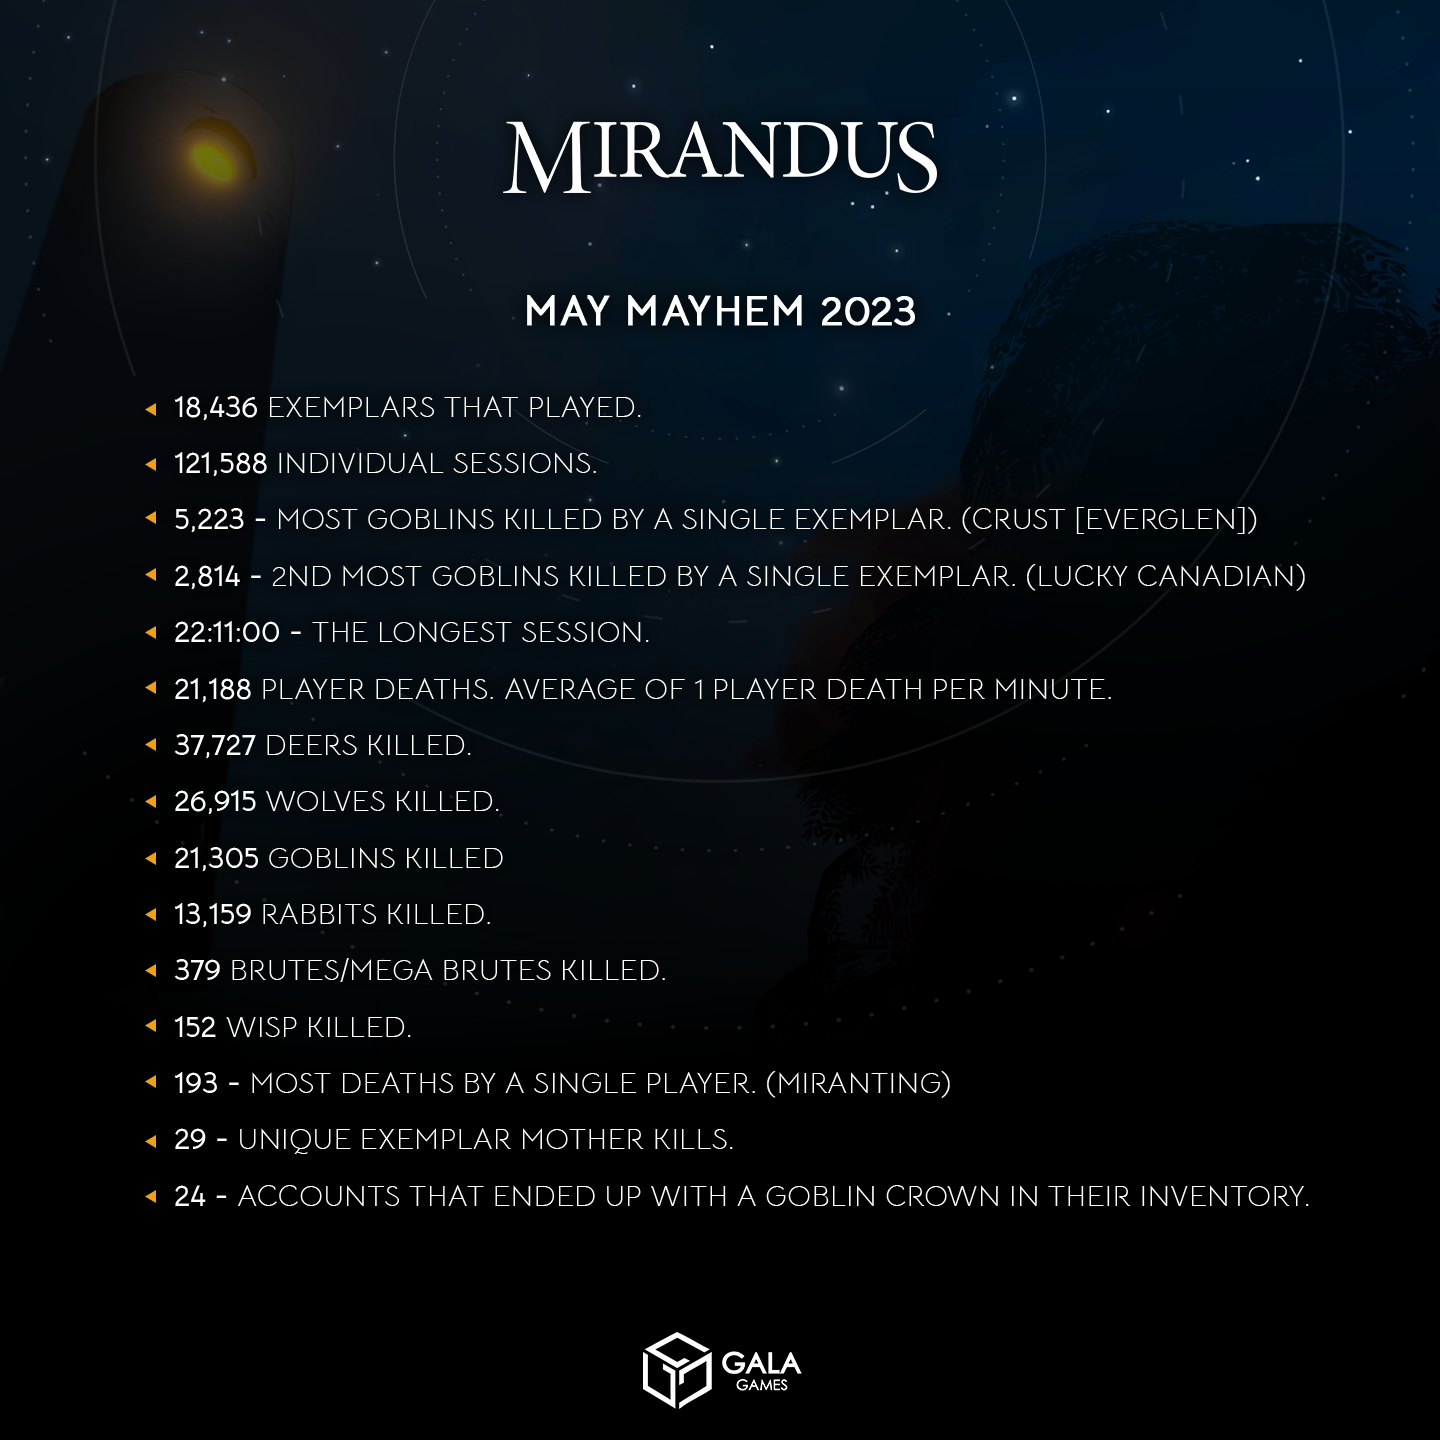 MIRANDUS
MAY MAYHEM 2023
18,436 EXEMPLARS THAT PLAYED.
121,588 INDIVIDUAL SESSIONS.
5,223 - MOST GOBLINS KILLED BY A SINGLE EXEMPLAR. (CRUST [EVERGLEN])
2,814 - 2ND MOST GOBLINS KILLED BY A SINGLE EXEMPLAR. (LUCKY CANADIAN)
22:11:00 - THE LONGEST SESSION.
21,188 PLAYER DEATHS. AVERAGE OF 1 PLAYER DEATH PER MINUTE.
37,727 DEERS KILLED.
26,915 WOLVES KILLED.
21,305 GOBLINS KILLED
13,159 RABBITS KILLED.
379 BRUTES/MEGA BRUTES KILLED.
152 WISP KILLED.
193 - MOST DEATHS BY A SINGLE PLAYER. (MIRANTING)
29 - UNIQUE EXEMPLAR MOTHER KILLS.
24 - ACCOUNTS THAT ENDED UP WITH A GOBLIN CROWN IN THEIR INVENTORY.
GALA
GAMES